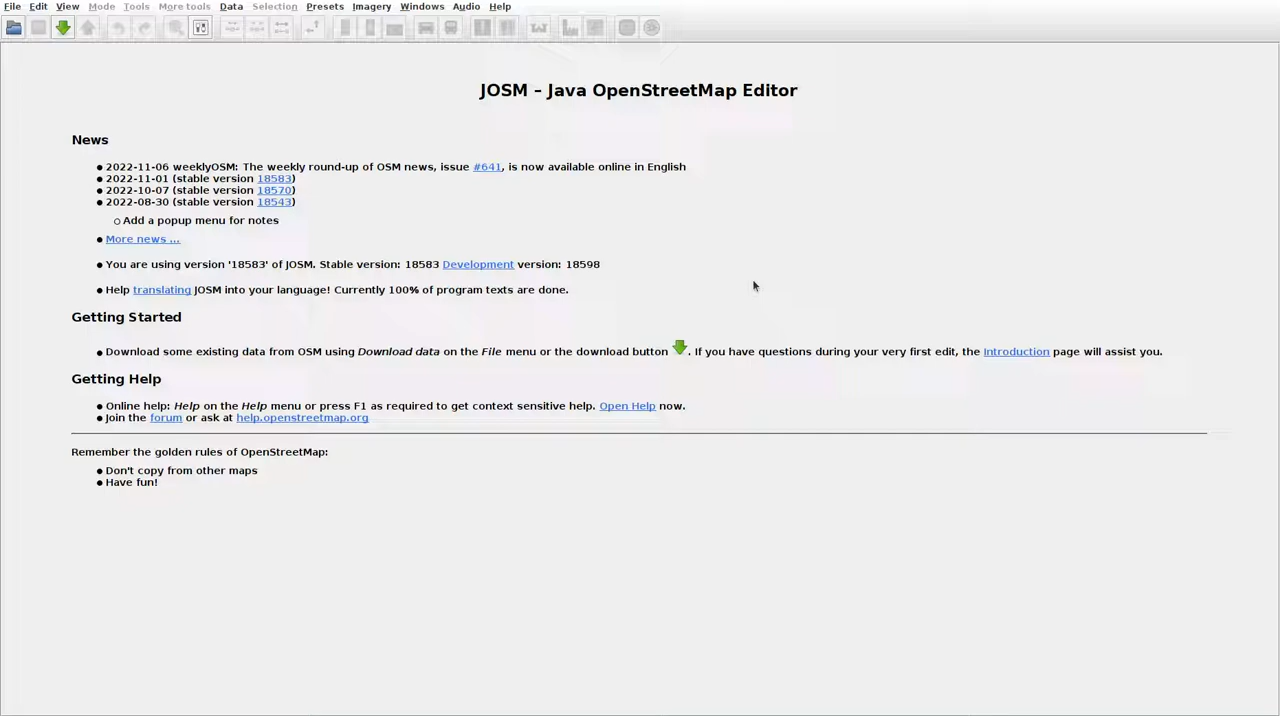 File Edit View Mode Tools More tools Data Selection Presets Imagery Windows Audio Help
JOSM – Java OpenStreetMap Editor
News
2022-11-06 weeklyOSM: The weekly round-up of OSM news, issue #641, is now available online in English
2022-11-01 (stable version 18583)
2022-10-07 (stable version 18570)
2022-08-30 (stable version 18543)
Add a popup menu for notes
More news ...
You are using version '18583' of JOSM. Stable version: 18583 Development version: 18598
Help translating JOSM into your language! Currently 100% of program texts are done.
Getting Started
Download some existing data from OSM using Download data on the File menu or the download button . If you have questions during your very first edit, the Introduction page will assist you.
Getting Help
Online help: Help on the Help menu or press F1 as required to get context sensitive help. Open Help now.
Join the forum or ask at help.openstreetmap.org
Remember the golden rules of OpenStreetMap:
Don't copy from other maps
Have fun!